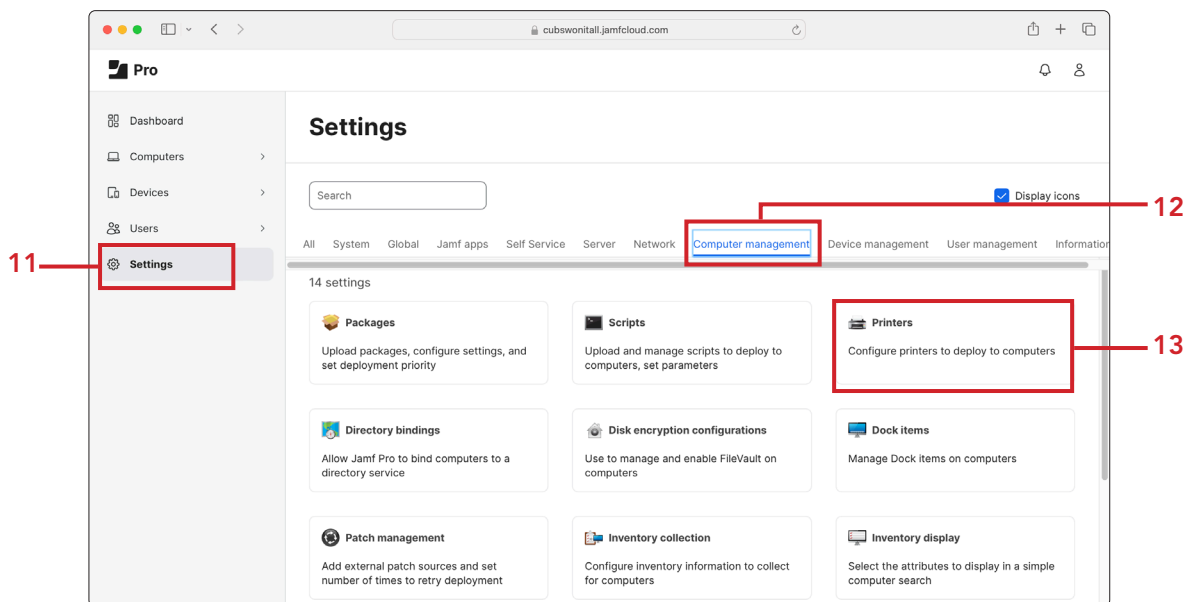 cubswonitall.jamfcloud.com
Pro
Dashboard
Computers
Devices
Users
Settings
11
Settings
Search
Display icons
12
All System Global Jamf apps Self Service Server Network Computer management Device management User management Information
14 settings
Packages
Upload packages, configure settings, and
set deployment priority
Scripts
Upload and manage scripts to deploy to
computers, set parameters
Printers
Configure printers to deploy to computers
13
Directory bindings
Allow Jamf Pro to bind computers to a
directory service
Disk encryption configurations
Use to manage and enable FileVault on
computers
Dock items
Manage Dock items on computers
Patch management
Add external patch sources and set
number of times to retry deployment
Inventory collection
Configure inventory information to collect
for computers
Inventory display
Select the attributes to display in a simple
computer search